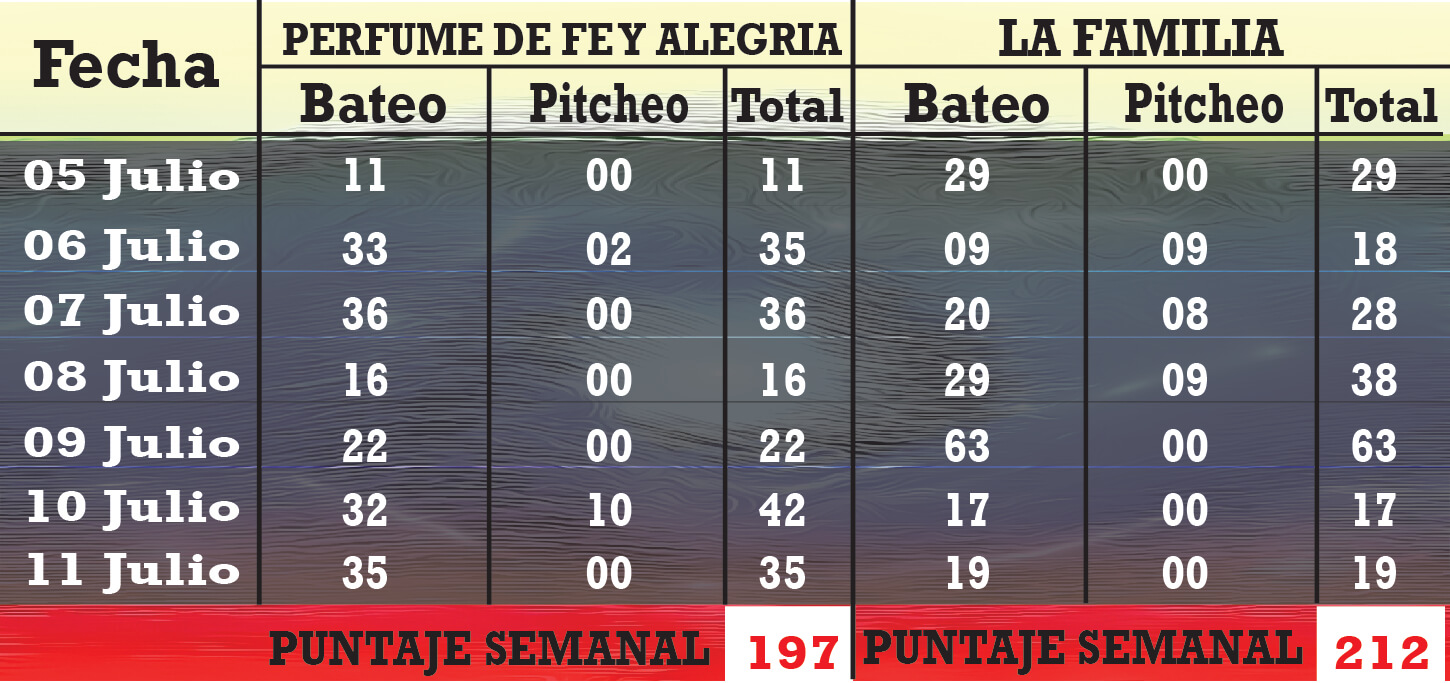 Fecha PERFUME DE FE Y ALEGRIA LA FAMILIA
Bateo Pitcheo Total Bateo Pitcheo Total
05 Julio 11 00 11 29 00 29
06 Julio 33 02 35 09 09 18
07 Julio 36 00 36 20 08 28
08 Julio 16 00 16 29 09 38
09 Julio 22 00 22 63 00 63
10 Julio 32 10 42 17 00 17
11 Julio 35 00 35 19 00 19
PUNTAJE SEMANAL 197 PUNTAJE SEMANAL 212